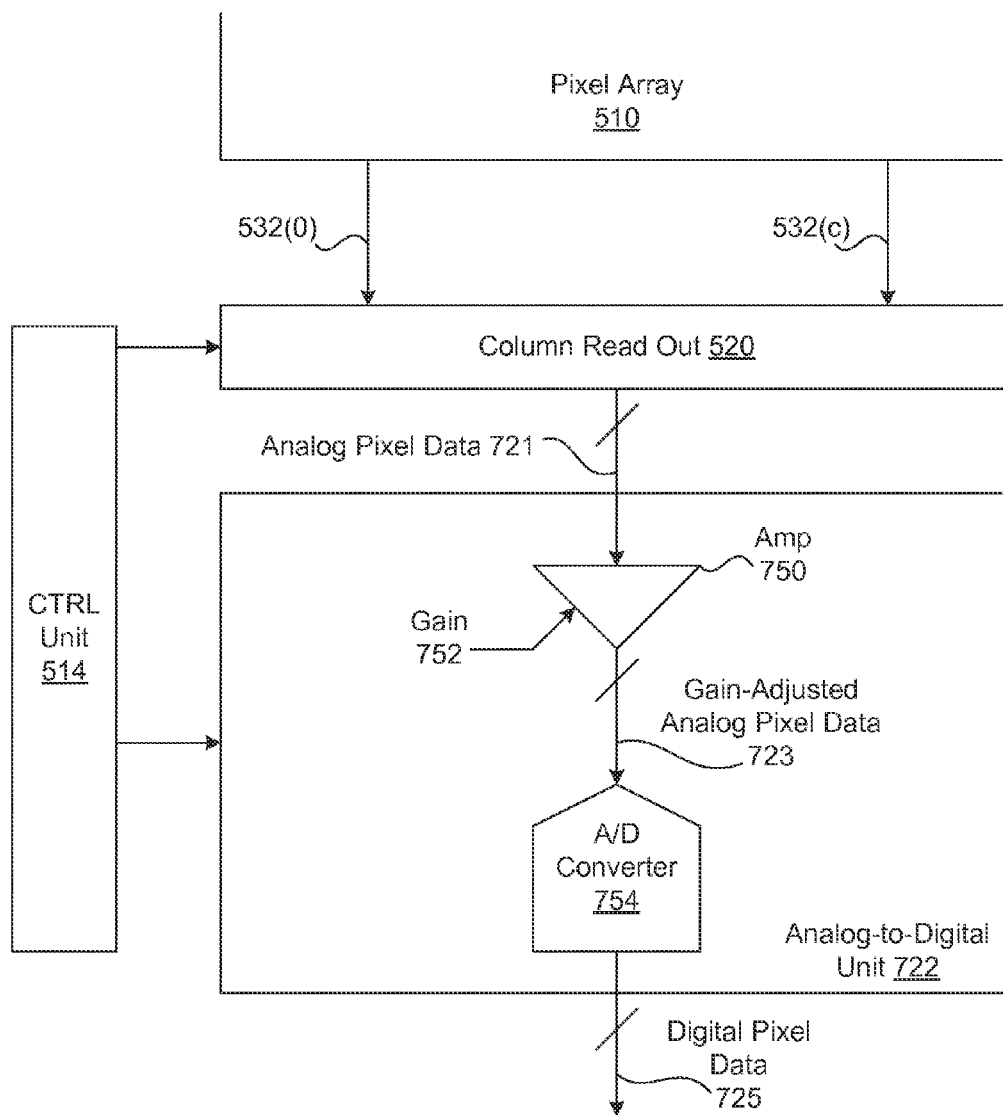 Pixel Array
510
532(0)
532(c)
Column Read Out 520
Analog Pixel Data 721
Amp
750
CTRL
Unit
514
Gain
752
Gain-Adjusted
Analog Pixel Data
723
A/D
Converter
754
Analog-to-Digital
Unit 722
Digital Pixel
Data
725